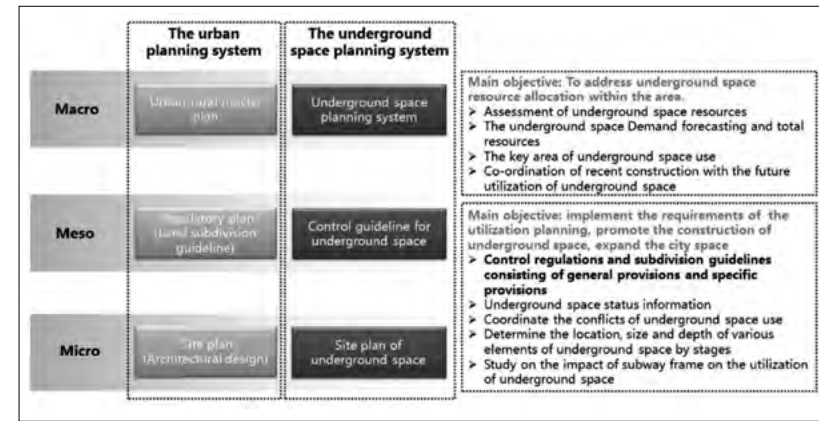 The urban
planning system
The underground
space planning system
Macro
plan
Underground space
planning system
Main objective: To address underground space
resource allocation within the area.
➤ Assessment of underground space resources
➤ The underground space Demand forecasting and total
resources
➤ The key area of underground space use
➤ Co-ordination of recent construction with the future
utilization of underground space
Meso
Regulatory plan
(Land subdivision
guideline)
Control guideline for
underground space
Main objective: implement the requirements of the
utilization planning, promote the construction of
underground space, expand the city space
➤ Control regulations and subdivision guidelines
consisting of general provisions and specific
provisions
➤ Underground space status information
➤ Coordinate the conflicts of underground space use
➤ Determine the location, size and depth of various
elements of underground space by stages
➤ Study on the impact of subway frame on the utilization
of underground space
Micro
Site plan
(Architectural design)
Site plan of
underground space